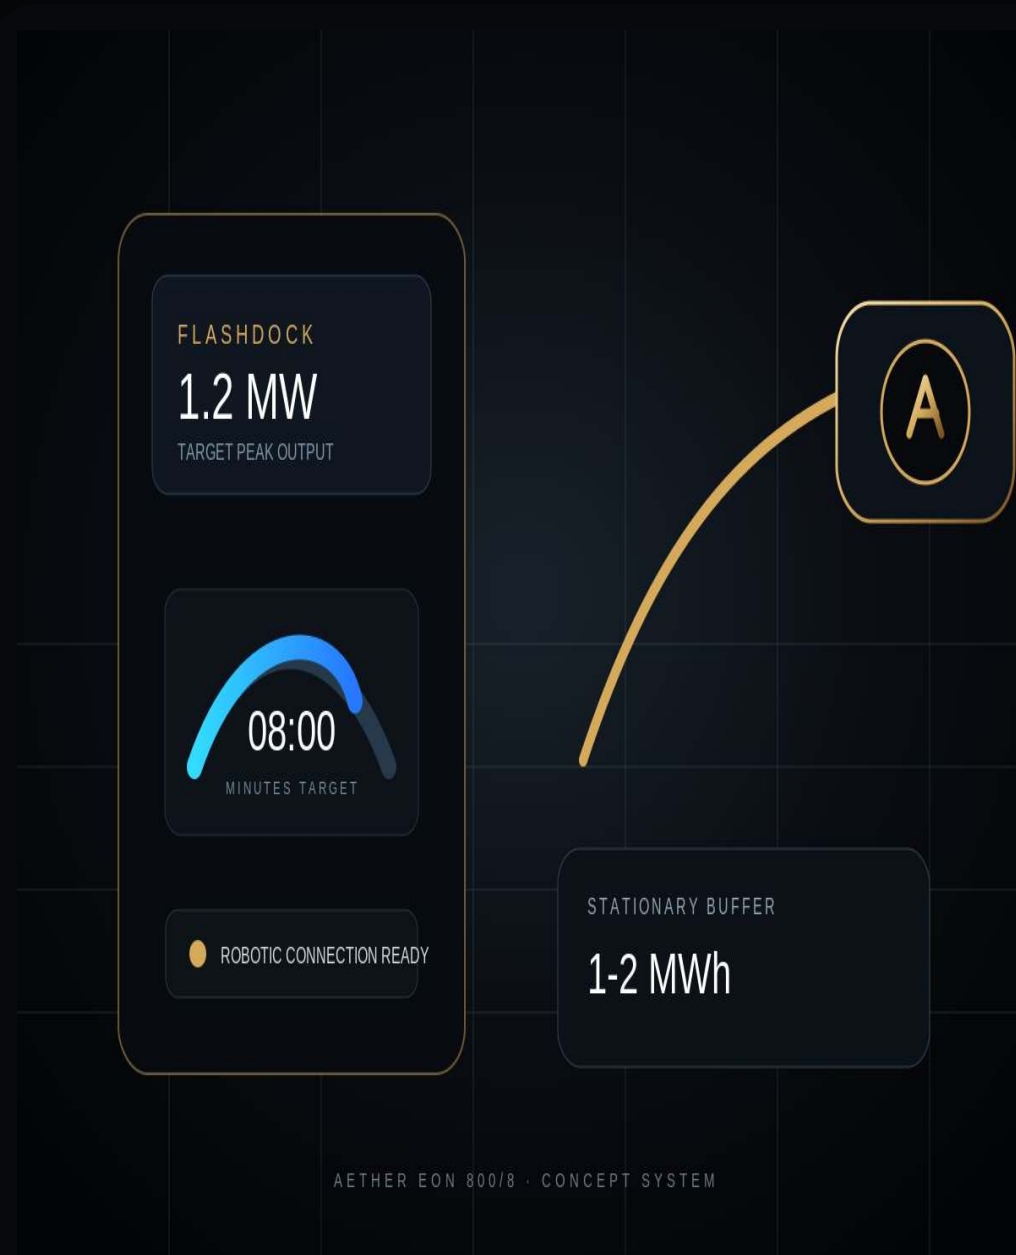 FLASHDOCK
1.2 MW
TARGET PEAK OUTPUT
A
08:00
MINUTES TARGET
ROBOTIC CONNECTION READY
STATIONARY BUFFER
1-2 MWh
AETHER EON 800/8 · CONCEPT SYSTEM